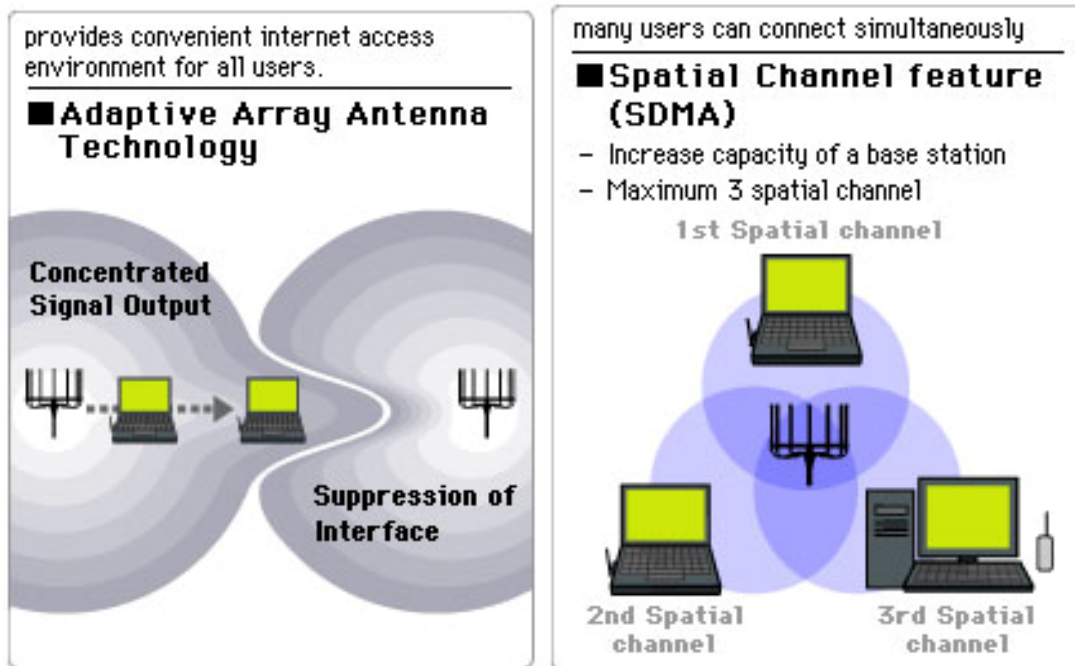 provides convenient internet access
environment for all users.
■Adaptive Array Antenna
Technology
Concentrated
Signal Output
Suppression of
Interface
many users can connect simultaneously
■Spatial Channel feature
(SDMA)
– Increase capacity of a base station
– Maximum 3 spatial channel
1st Spatial channel
2nd Spatial
channel
3rd Spatial
channel